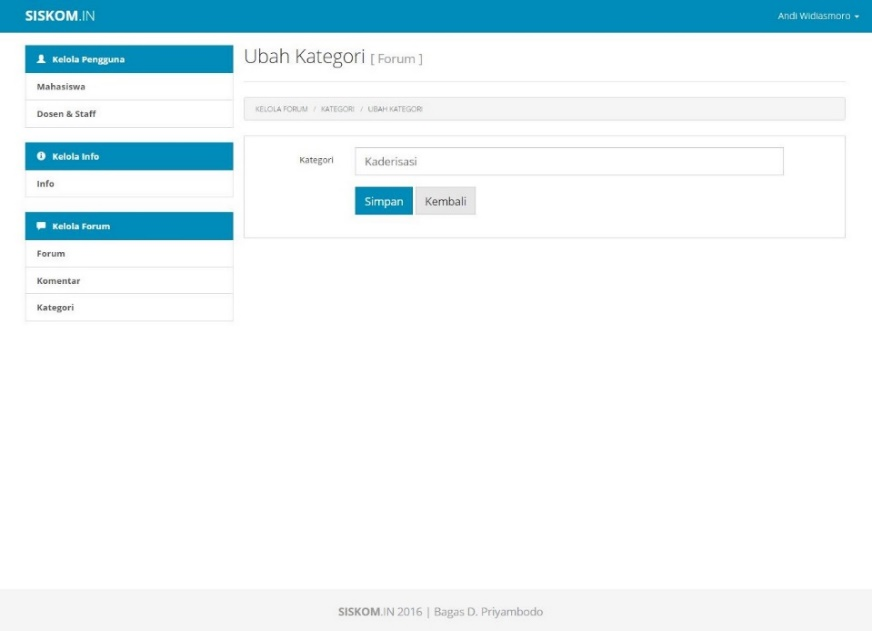 SISKOM.IN
Andi Widiasmoro
Kelola Pengguna
Mahasiswa
Dosen & Staff
Kelola Info
Info
Kelola Forum
Forum
Komentar
Kategori
Ubah Kategori [ Forum ]
KELOLA FORUM / KATEGORI / UBAH KATEGORI
Kategori Kaderisasi
Simpan Kembali
SISKOM.IN 2016 | Bagas D. Priyambodo